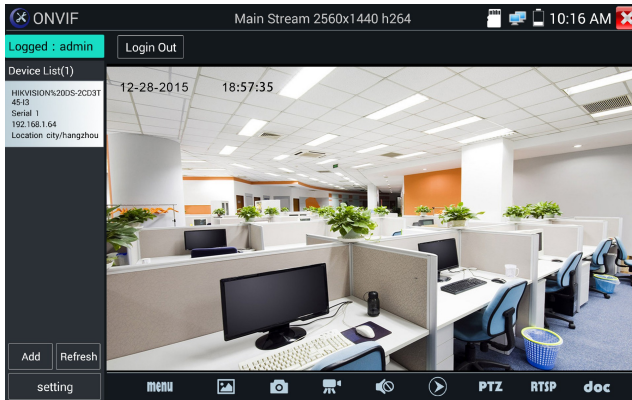 ONVIF
Main Stream 2560x1440 h264
10:16 AM
Logged : admin
Login Out
Device List(1)
HIKVISION%20DS-2CD3T
45-I3
Serial 1
192.168.1.64
Location city/hangzhou
12-28-2015 18:57:35
Add
Refresh
setting
menu
PTZ
RTSP
doc